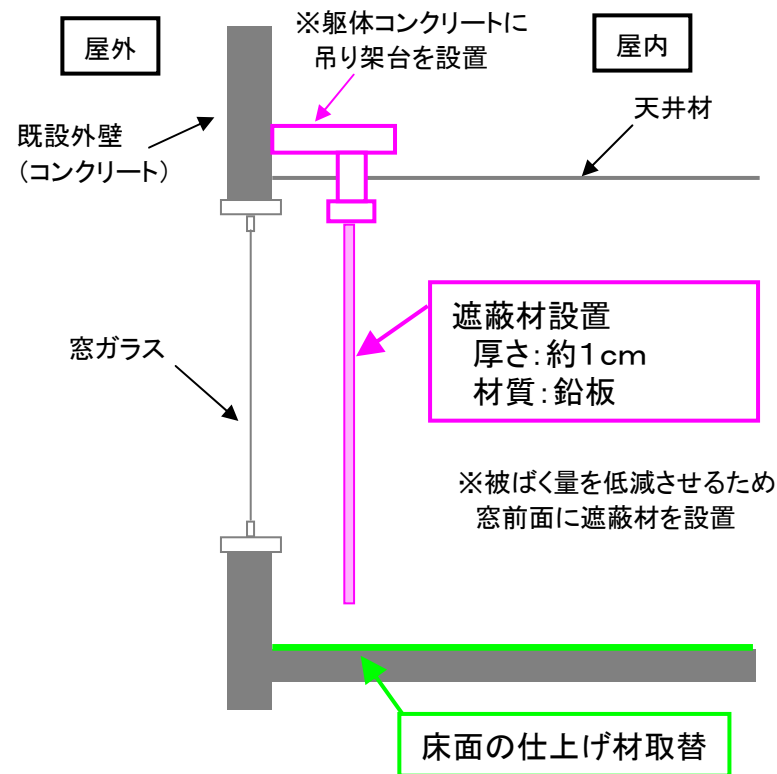 屋外
※躯体コンクリートに
吊り架台を設置
屋内
天井材
既設外壁
（コンクリート）
窓ガラス
遮蔽材設置
厚さ：約１ｃｍ
材質：鉛板
※被ばく量を低減させるため
窓前面に遮蔽材を設置
床面の仕上げ材取替